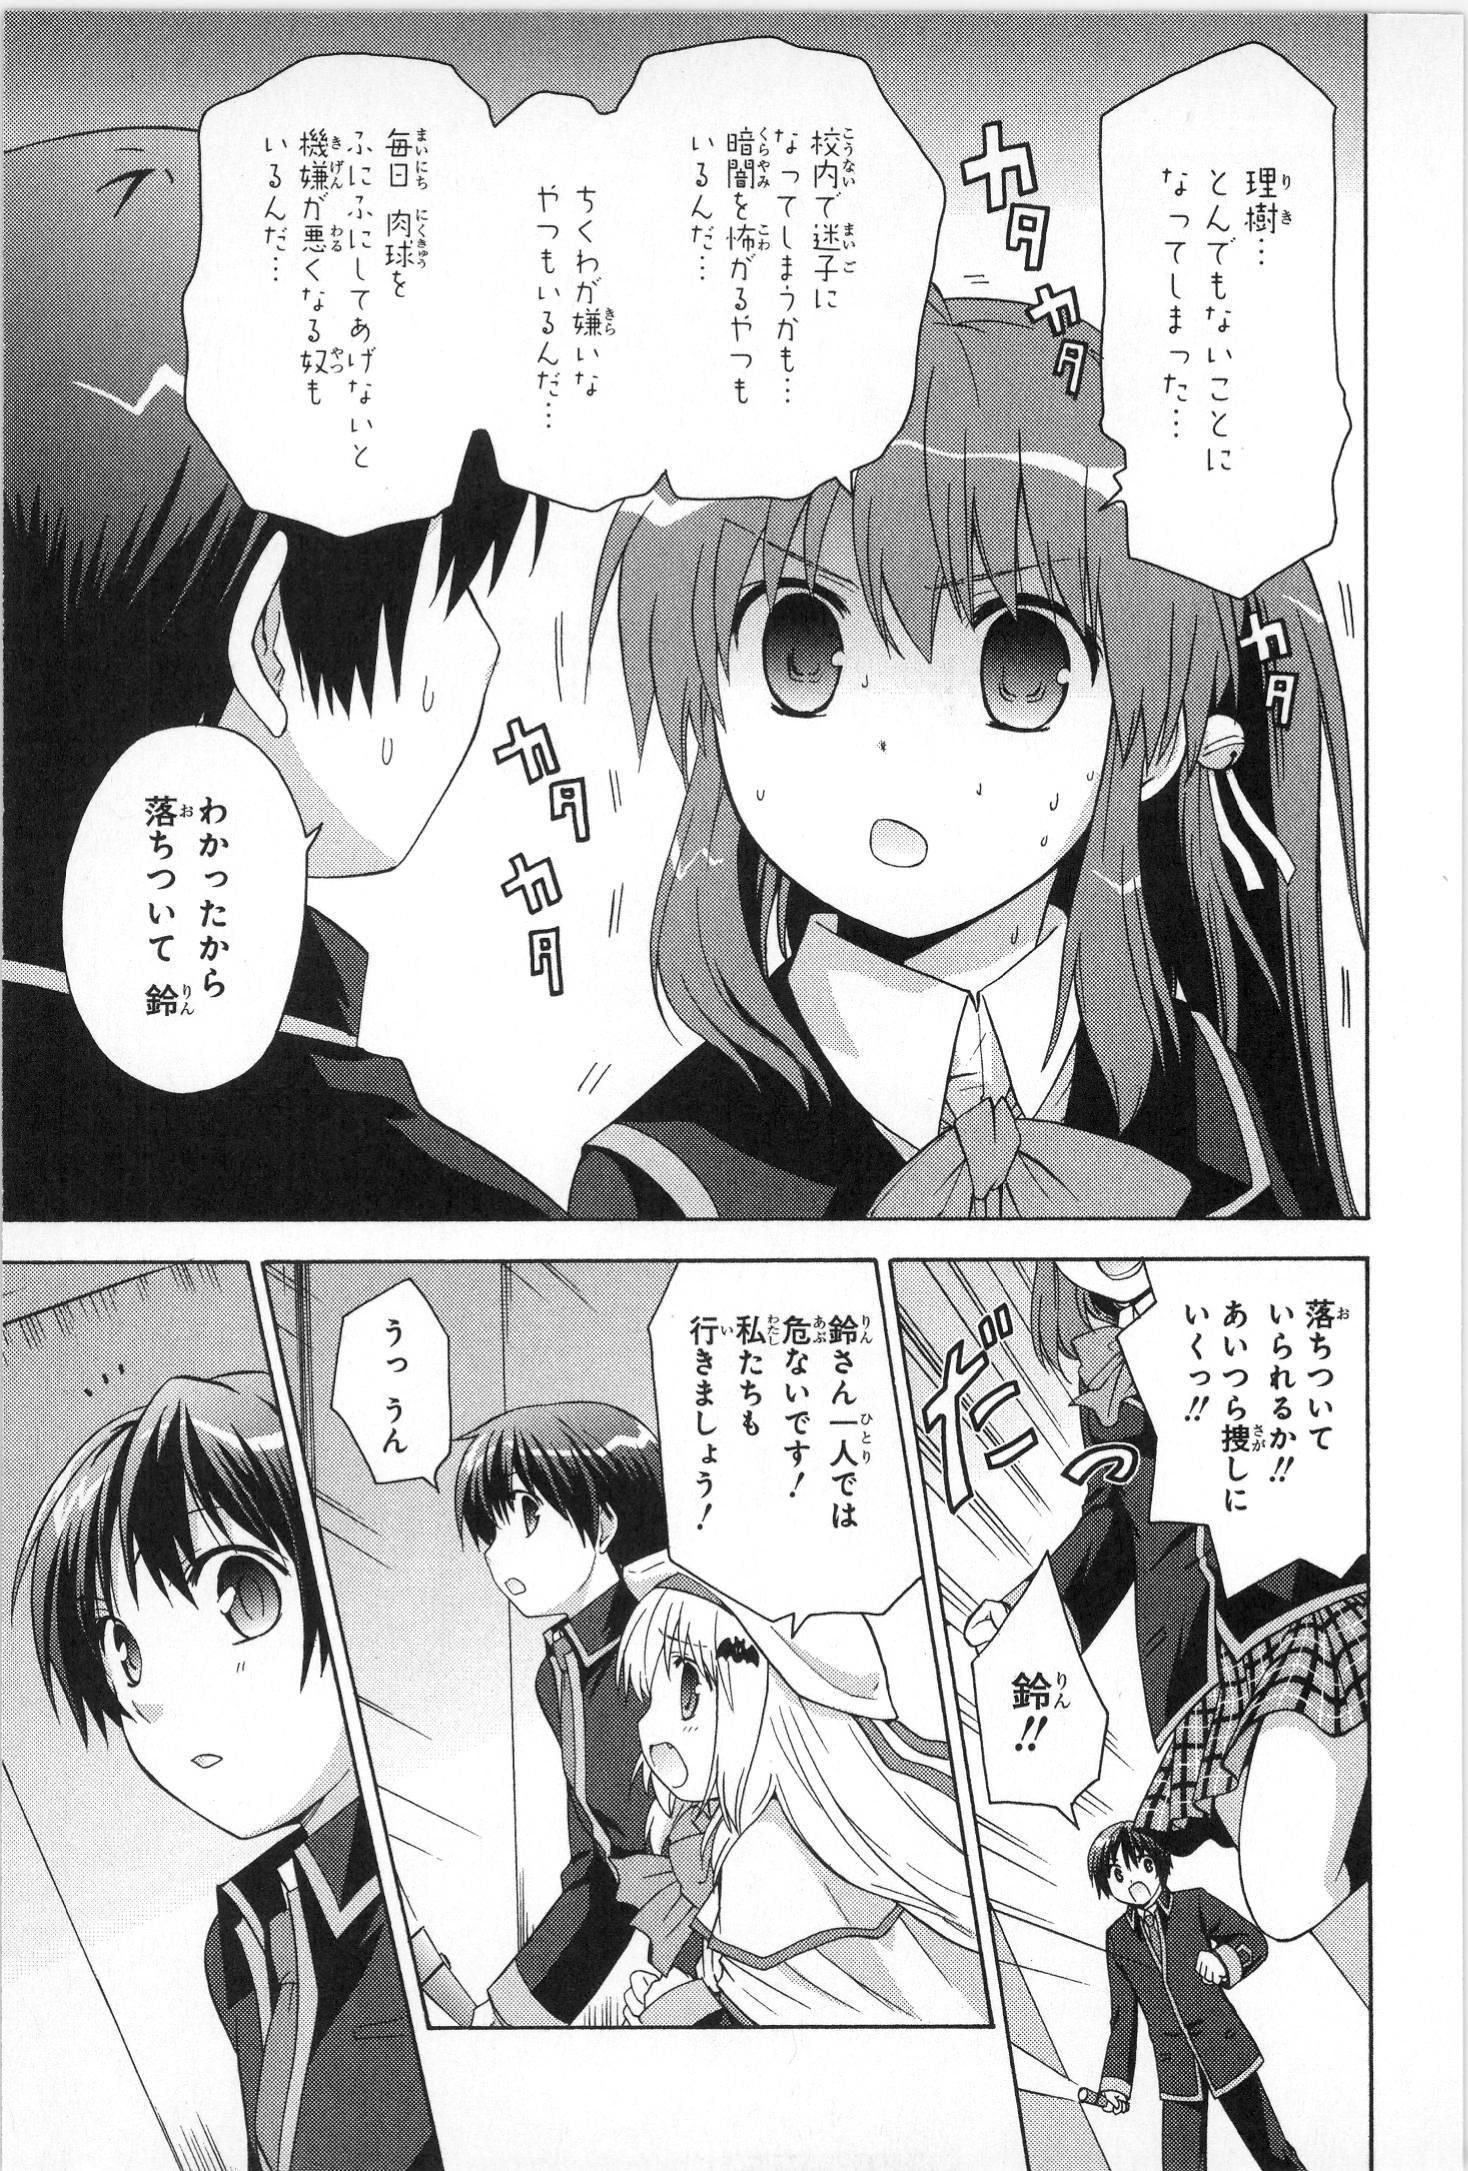 理樹…
とんでもないことに
なってしまった…
カタ
カタ
校内で迷子に
なってしまうかも…
暗闇を怖がるやつも
いるんだ…
ちくわが嫌いな
やつもいるんだ…
毎日 肉球を
ふにふにしてあげないと
機嫌が悪くなる奴も
いるんだ…
カタ
カタ
カタ
わかったから
落ちついて 鈴
落ちついて
いられるか!!
あいつら捜しに
いくっ!!
だっ
鈴!!
鈴さん一人では
危ないです!
私たちも
行きましょう!
うっ うん